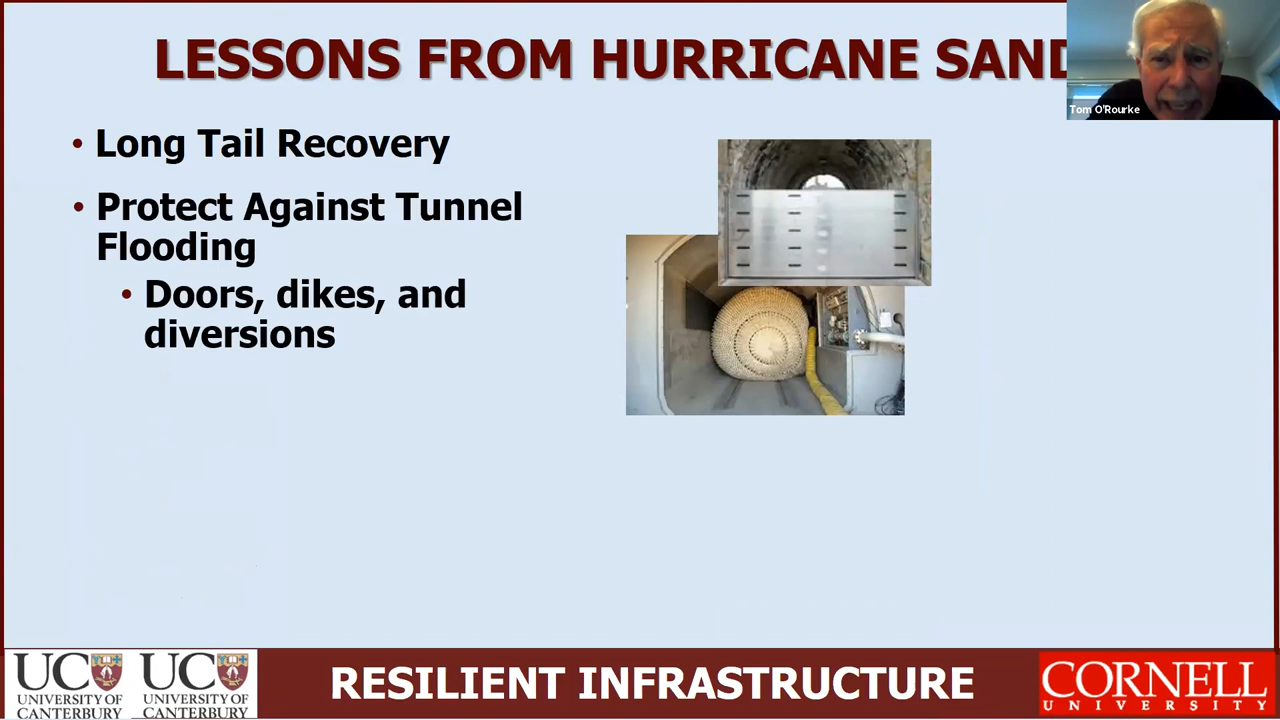 LESSONS FROM HURRICANE SAND
Tom O'Rourke
• Long Tail Recovery
• Protect Against Tunnel
Flooding
• Doors, dikes, and
diversions
UC
UNIVERSITY OF
CANTERBURY
UC
UNIVERSITY OF
CANTERBURY
RESILIENT INFRASTRUCTURE
CORNELL
UNIVERSITY